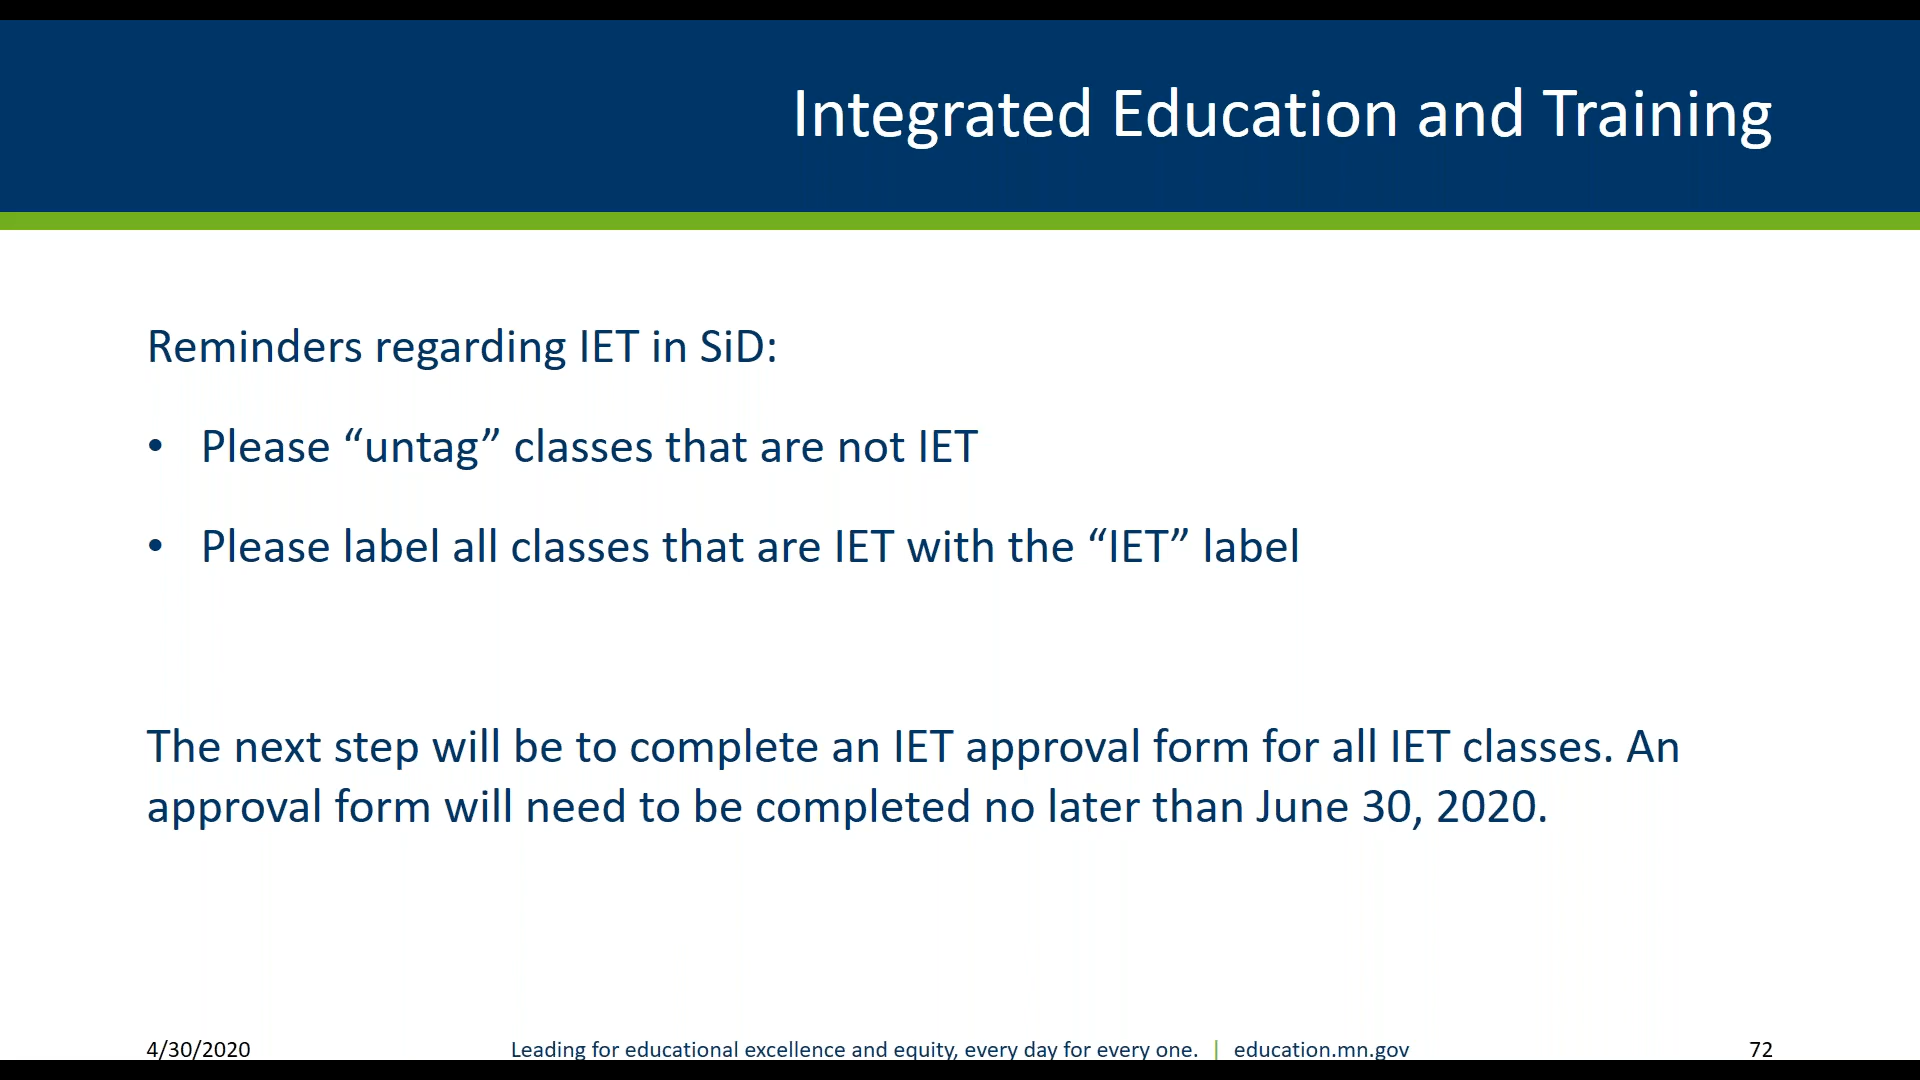 Integrated Education and Training
Reminders regarding IET in SiD:
• Please “untag” classes that are not IET
• Please label all classes that are IET with the “IET” label
The next step will be to complete an IET approval form for all IET classes. An
approval form will need to be completed no later than June 30, 2020.
4/30/2020 Leading for educational excellence and equity, every day for every one. | education.mn.gov 72